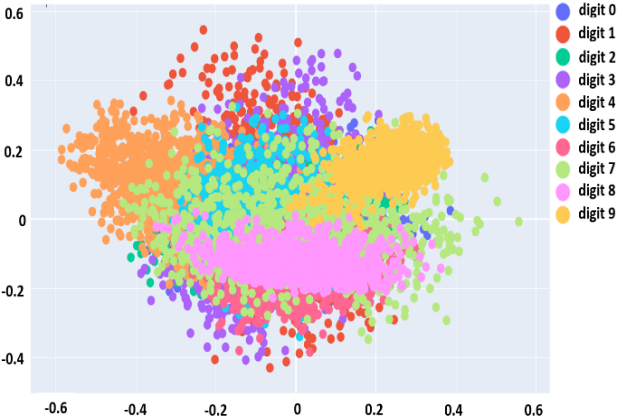 0.6
0.4
0.2
0
-0.2
-0.4
-0.6
-0.4
-0.2
0
0.2
0.4
0.6
digit 0
digit 1
digit 2
digit 3
digit 4
digit 5
digit 6
digit 7
digit 8
digit 9